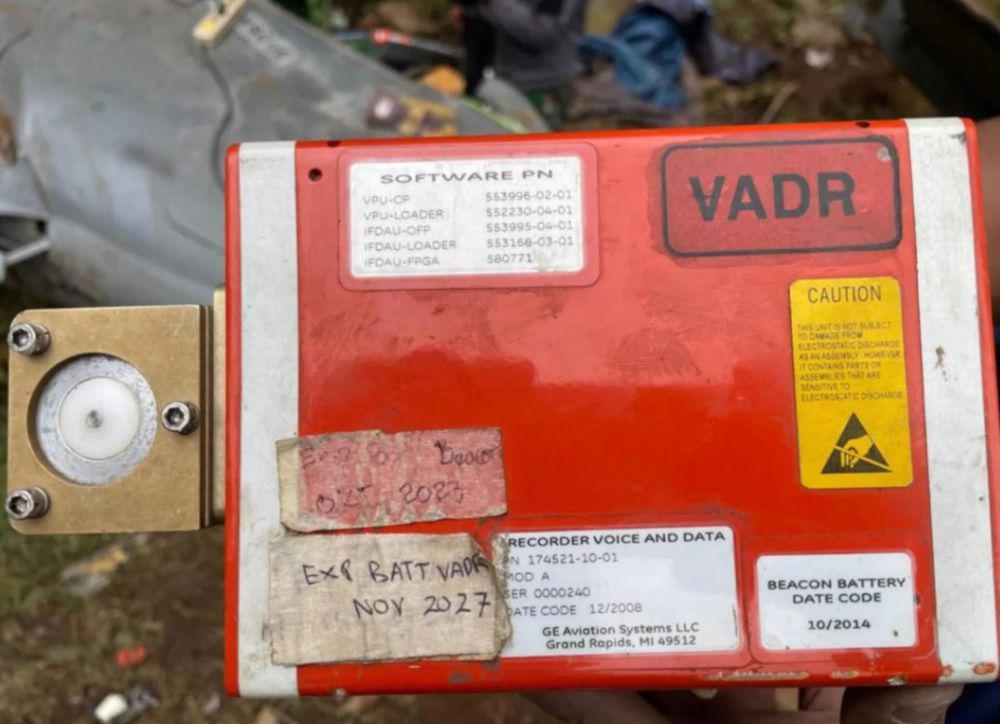 SOFTWARE PN
VPU-CP 553996-02-01
VPU-LOADER 552230-04-01
IFDAU-OFP 553995-04-01
IFDAU-LOADER 553168-03-01
IFDAU-FPGA 580771
VADR
CAUTION
THIS UNIT IS NOT SUBJECT
TO DAMAGE FROM
ELECTROSTATIC DISCHARGE
AS AN ASSEMBLY. HOWEVER,
IT CONTAINS PARTS OR
ASSEMBLIES THAT ARE
SENSITIVE TO
ELECTROSTATIC DISCHARGE.
2023
EXP BATT VADR
NOV 2027
RECORDER VOICE AND DATA
PN 174521-10-01
MOD A
SER 0000240
DATE CODE 12/2008
GE Aviation Systems LLC
Grand Rapids, MI 49512
BEACON BATTERY
DATE CODE
10/2014